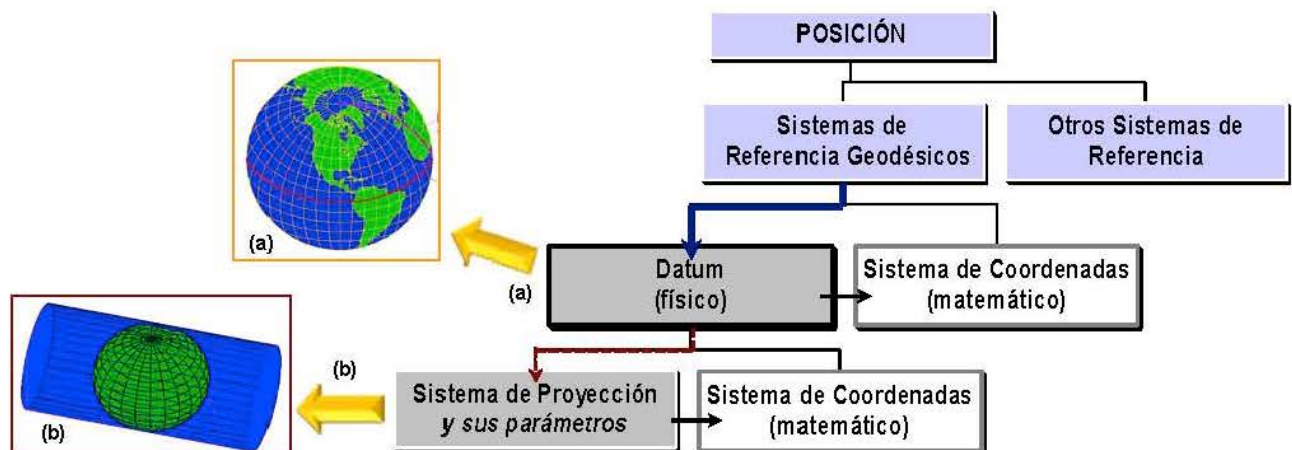 POSICIÓN
Sistemas de
Referencia Geodésicos
Otros Sistemas de
Referencia
(a)
(a)
Datum
(físico)
Sistema de Coordenadas
(matemático)
(b)
(b)
Sistema de Proyección
y sus parámetros
Sistema de Coordenadas
(matemático)